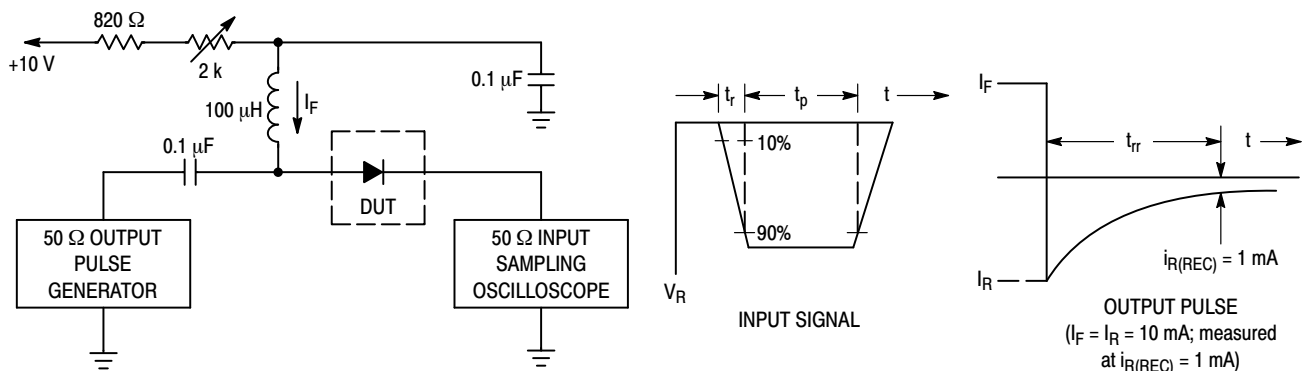 820 Ω
+10 V
2 k
0.1 μF
100 μH
I_F
0.1 μF
DUT
50 Ω OUTPUT
PULSE
GENERATOR
50 Ω INPUT
SAMPLING
OSCILLOSCOPE
t_r
t_p
t
10%
90%
V_R
INPUT SIGNAL
I_F
t_rr
t
I_R
i_R(REC) = 1 mA
OUTPUT PULSE
(I_F = I_R = 10 mA; measured
at i_R(REC) = 1 mA)